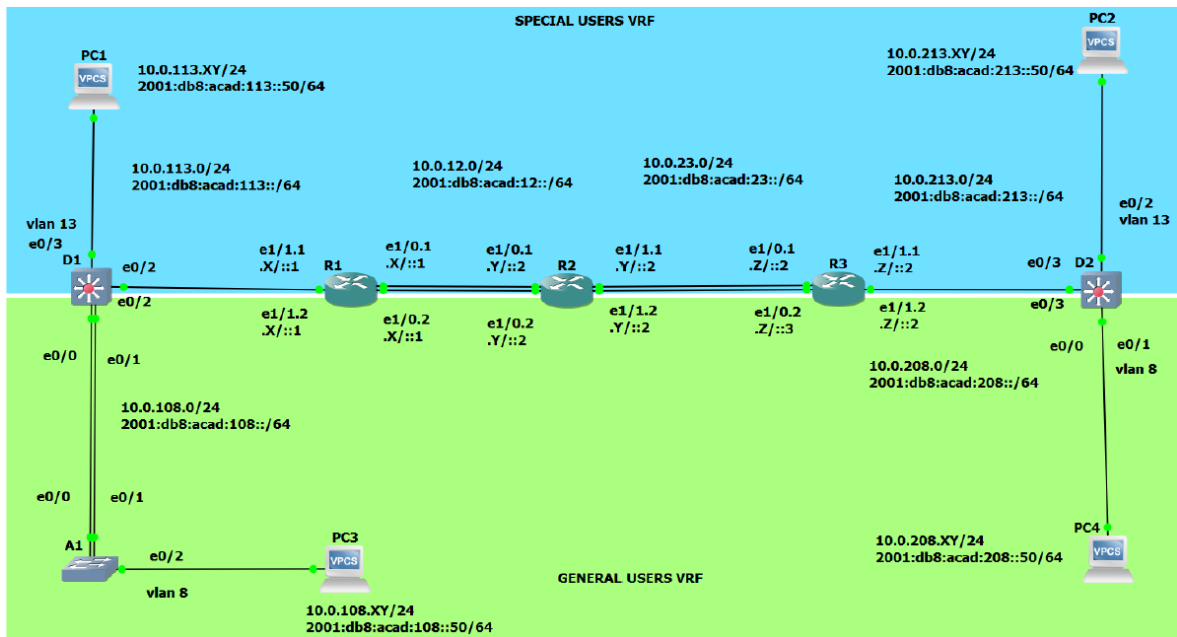 SPECIAL USERS VRF
PC1
VPCS
10.0.113.XY/24
2001:db8:acad:113::50/64
PC2
VPCS
10.0.213.XY/24
2001:db8:acad:213::50/64
10.0.113.0/24
2001:db8:acad:113::/64
10.0.12.0/24
2001:db8:acad:12::/64
10.0.23.0/24
2001:db8:acad:23::/64
10.0.213.0/24
2001:db8:acad:213::/64
vlan 13
e0/3
D1
e0/2
e0/2
e1/1.1
.X/::1
R1
e1/0.1
.X/::1
e1/0.1
.Y/::2
R2
e1/1.1
.Y/::2
e1/0.1
.Z/::2
R3
e1/1.1
.Z/::2
e0/3
D2
e0/2
vlan 13
e1/1.2
.X/::1
e1/0.2
.X/::1
e1/0.2
.Y/::2
e1/1.2
.Y/::2
e1/0.2
.Z/::3
e1/1.2
.Z/::2
e0/3
e0/0
e0/1
e0/0
e0/1
vlan 8
10.0.208.0/24
2001:db8:acad:208::/64
10.0.108.0/24
2001:db8:acad:108::/64
e0/0
e0/1
A1
e0/2
vlan 8
PC3
VPCS
10.0.108.XY/24
2001:db8:acad:108::50/64
10.0.208.XY/24
2001:db8:acad:208::50/64
PC4
VPCS
GENERAL USERS VRF